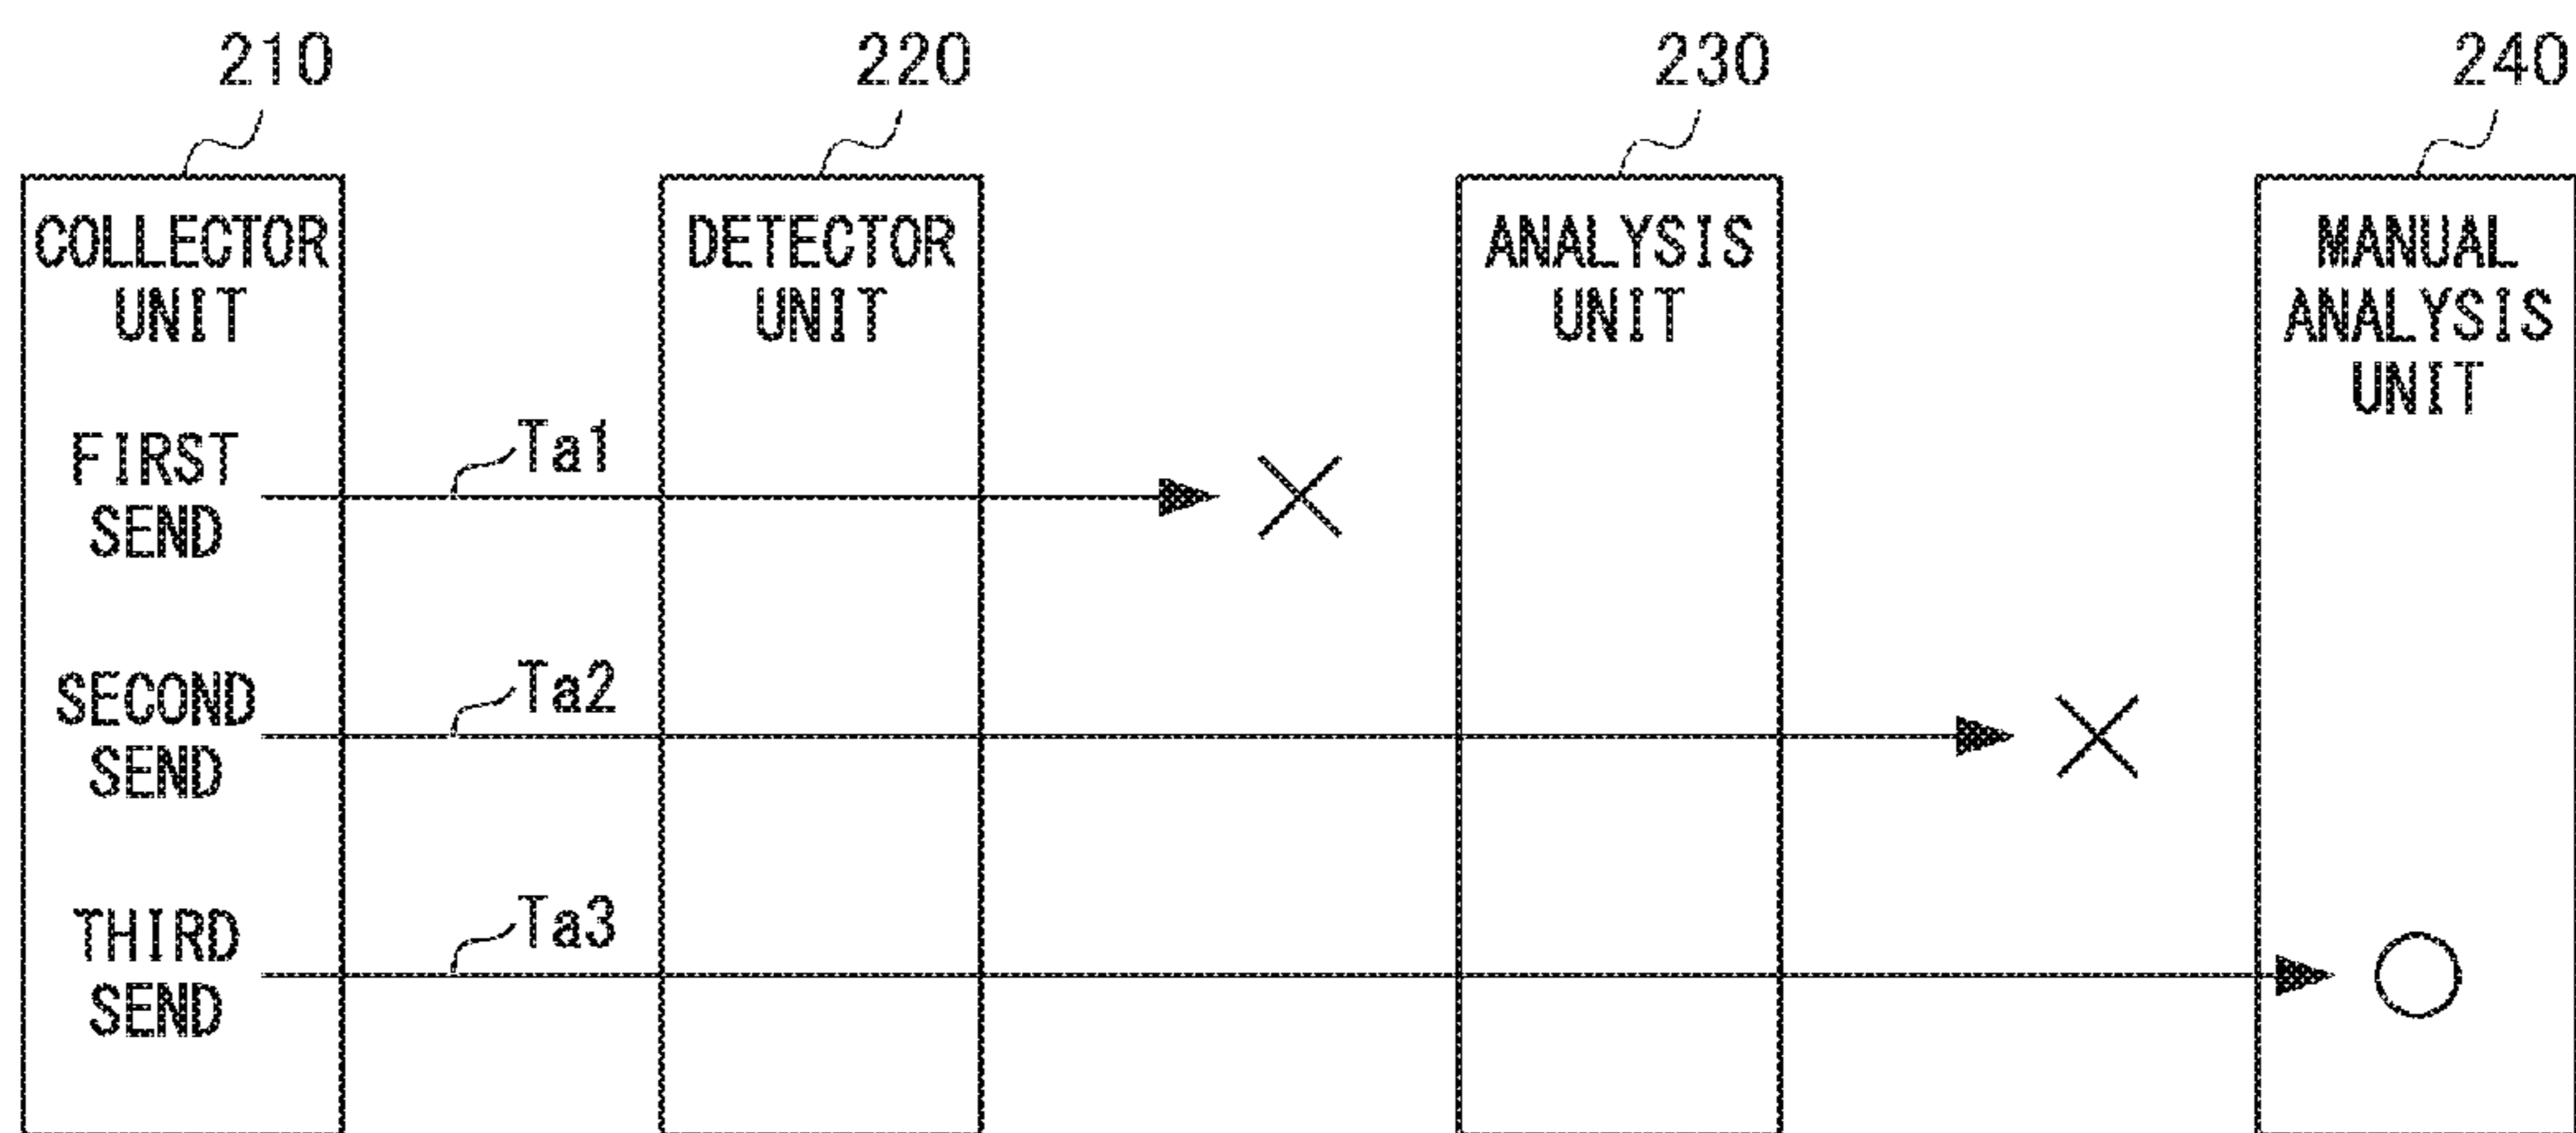 210
220
230
240
COLLECTOR
UNIT
DETECTOR
UNIT
ANALYSIS
UNIT
MANUAL
ANALYSIS
UNIT
FIRST
SEND
Ta1
SECOND
SEND
Ta2
THIRD
SEND
Ta3